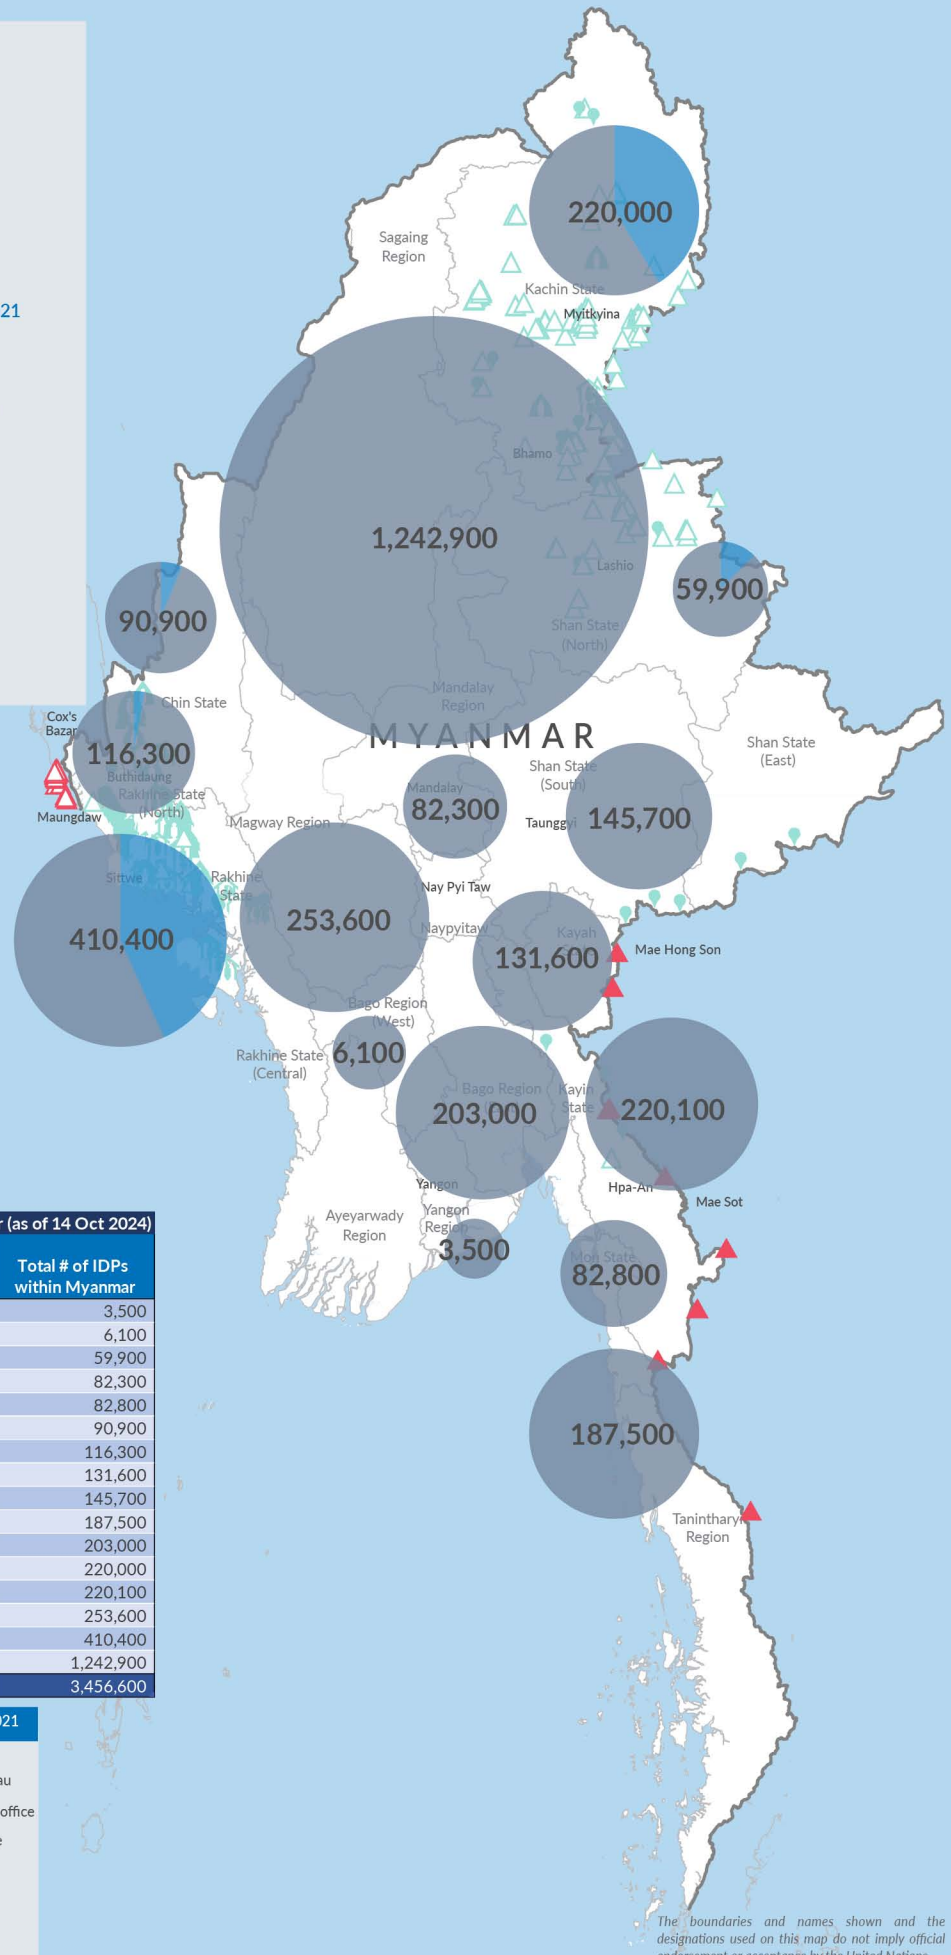 21
220,000
Sagaing
Region
Kachin State
Myitkyina
Bhamo
1,242,900
Lashio
59,900
90,900
Shan State
(North)
Mandalay
Region
Chin State
Cox's
Bazar
MYANMAR
116,300
Buthidaung
Rakhine State
(North)
Maungdaw
Shan State
(East)
Shan State
(South)
Mandalay
82,300
Taunggyi
145,700
Magway Region
Sittwe
Rakhine
State
Nay Pyi Taw
253,600
Naypyitaw
Kayah
410,400
131,600
Mae Hong Son
Bago Region
(West)
6,100
Rakhine State
(Central)
Bago Region
203,000
Kayin
State
220,100
Yangon
Hpa-An
Mae Sot
Ayeyarwady
Region
Yangon
Region
3,500
Mon State
82,800
187,500
Tanintharyi
Region
r (as of 14 Oct 2024)
Total # of IDPs
within Myanmar
3,500
6,100
59,900
82,300
82,800
90,900
116,300
131,600
145,700
187,500
203,000
220,000
220,100
253,600
410,400
1,242,900
3,456,600
021
au
office
e
The boundaries and names shown and the
designations used on this map do not imply official
endorsement or acceptance by the United Nations